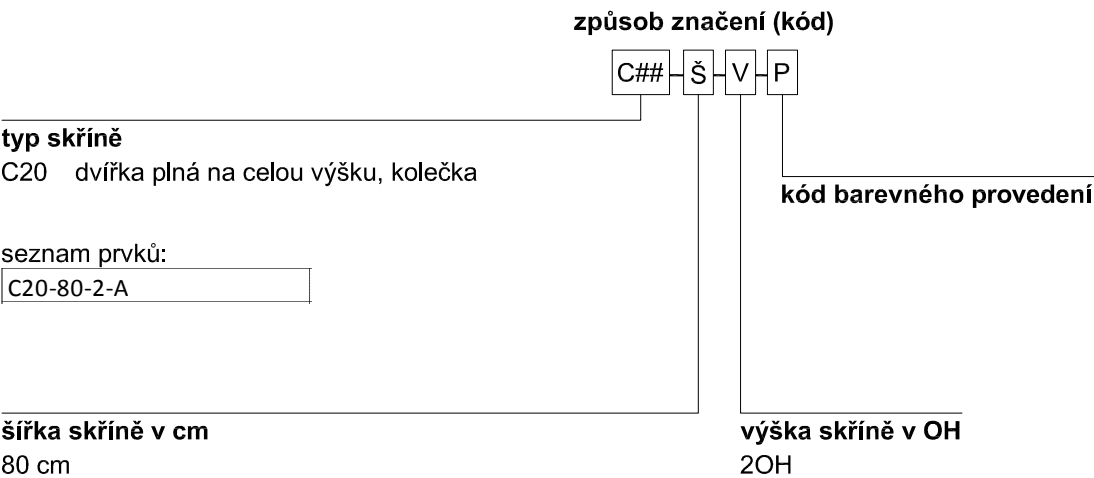 způsob značení (kód)
C## Š V P
typ skříně
C20 dvířka plná na celou výšku, kolečka
kód barevného provedení
seznam prvků:
C20-80-2-A
šířka skříně v cm
80 cm
výška skříně v OH
2OH